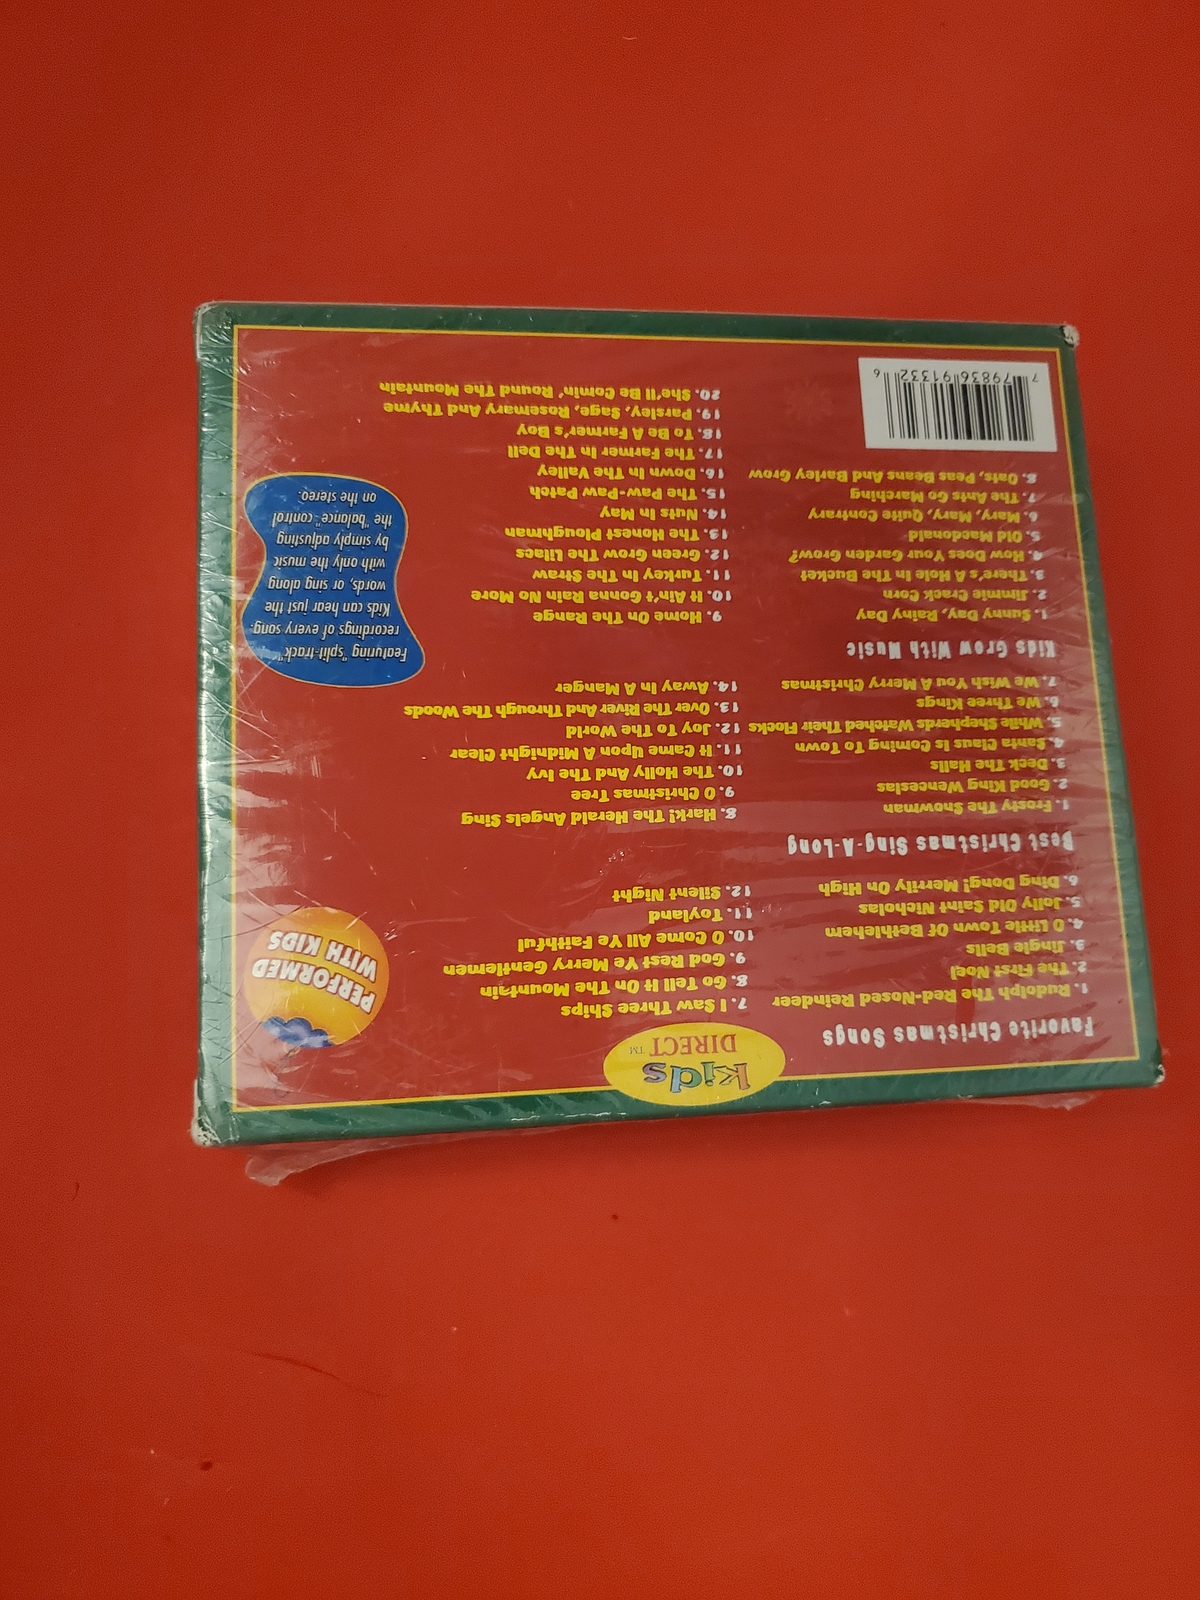 kids
DIRECT™
Favorite Christmas Songs
1. Rudolph The Red-Nosed Reindeer
2. The First Noel
3. Jingle Bells
4. O Little Town Of Bethlehem
5. Jolly Old Saint Nicholas
6. Ding Dong! Merrily On High
7. I Saw Three Ships
8. Go Tell It On The Mountain
9. God Rest Ye Merry Gentlemen
10. O Come All Ye Faithful
11. Toyland
12. Silent Night
PERFORMED
WITH KIDS
Best Christmas Sing-A-Long
1. Frosty The Snowman
2. Good King Wenceslas
3. Deck The Halls
4. Santa Claus Is Coming To Town
5. While Shepherds Watched Their Flocks
6. We Three Kings
7. We Wish You A Merry Christmas
8. Hark! The Herald Angels Sing
9. O Christmas Tree
10. The Holly And The Ivy
11. It Came Upon A Midnight Clear
12. Joy To The World
13. Over The River And Through The Woods
14. Away In A Manger
Kids Grow With Music
1. Sunny Day, Rainy Day
2. Jimmie Crack Corn
3. There's A Hole In The Bucket
4. How Does Your Garden Grow?
5. Old Macdonald
6. Mary, Mary, Quite Contrary
7. The Ants Go Marching
8. Oats, Peas Beans And Barley Grow
9. Home On The Range
10. It Ain't Gonna Rain No More
11. Turkey In The Straw
12. Green Grow The Lilacs
13. The Honest Ploughman
14. Nuts In May
15. The Paw-Paw Patch
16. Down In The Valley
17. The Farmer In The Dell
18. To Be A Farmer's Boy
19. Parsley, Sage, Rosemary And Thyme
20. She'll Be Comin' Round The Mountain
Featuring "split-track"
recordings of every song.
Kids can hear just the
words, or sing along
with only the music
by simply adjusting
the "balance" control
on the stereo.
7 79836 91332 6